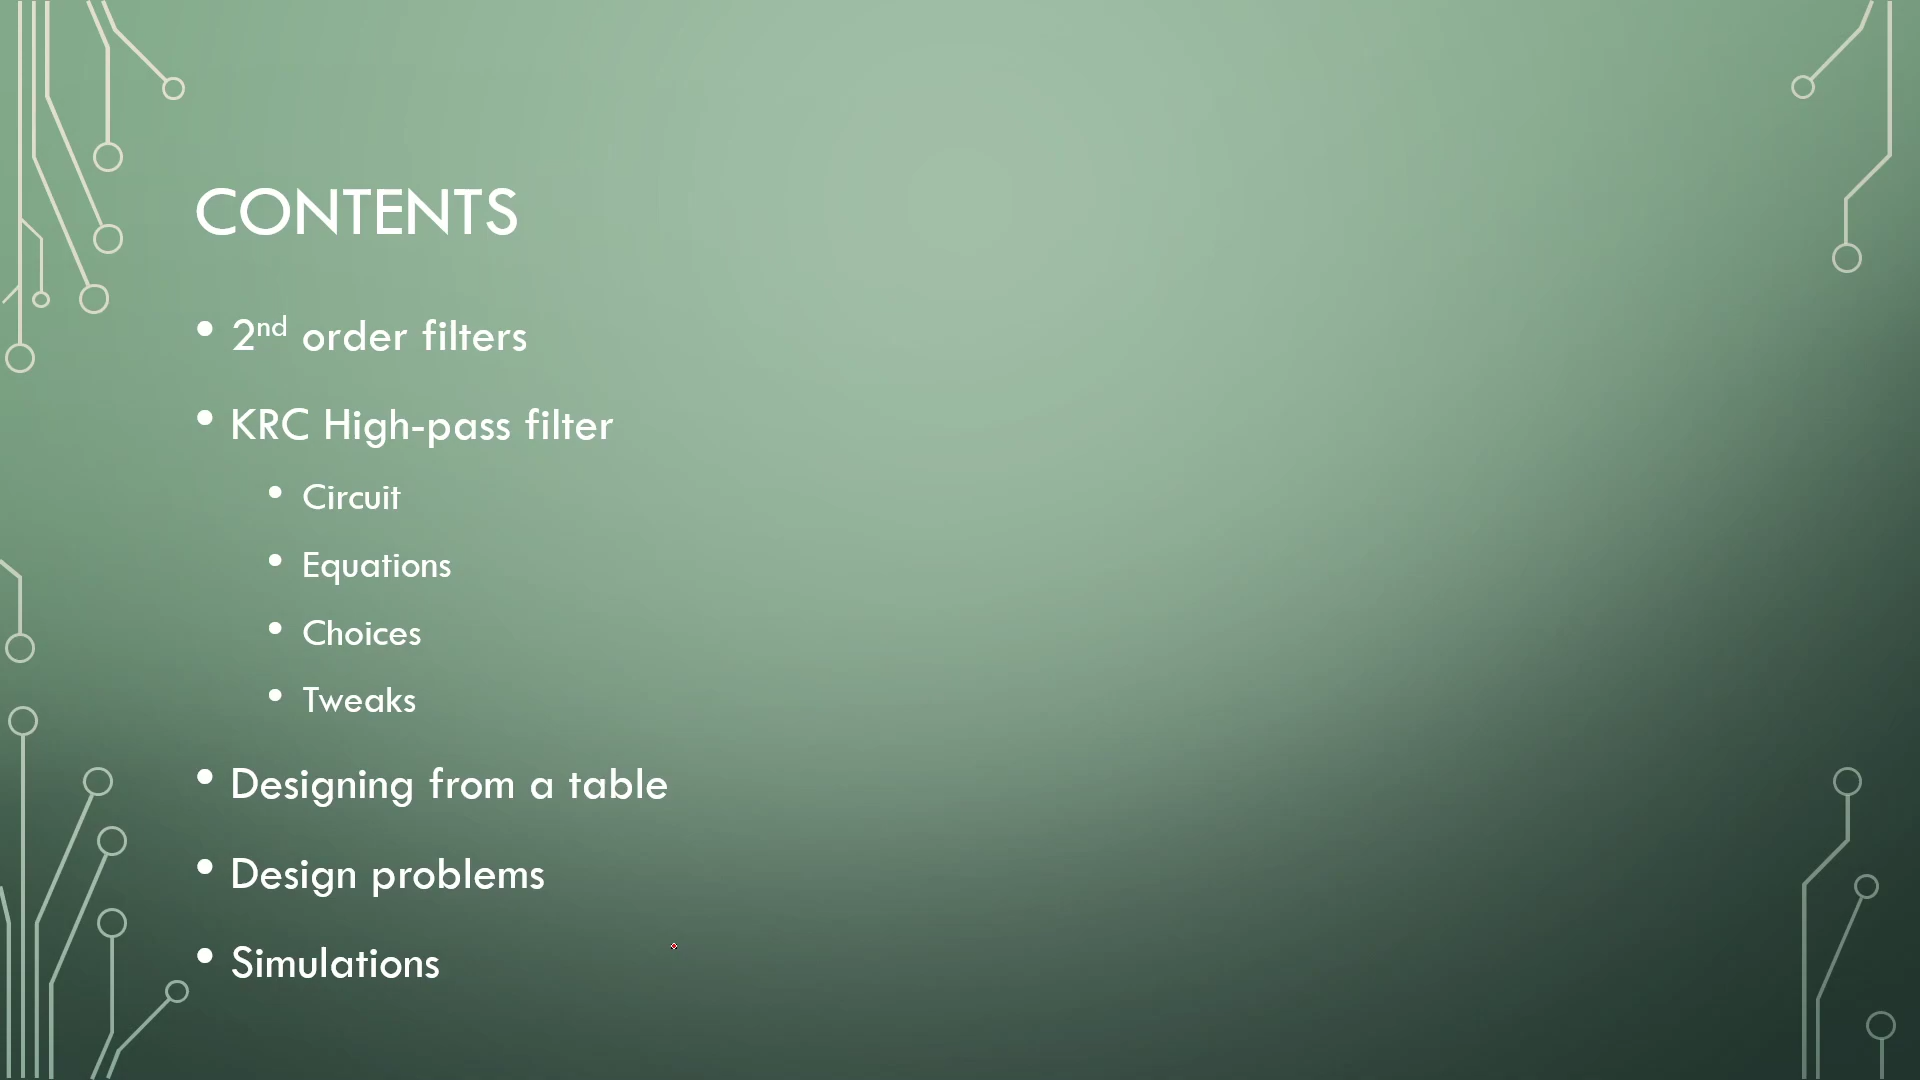 CONTENTS
• 2nd order filters
• KRC High-pass filter
• Circuit
• Equations
• Choices
• Tweaks
• Designing from a table
• Design problems
• Simulations